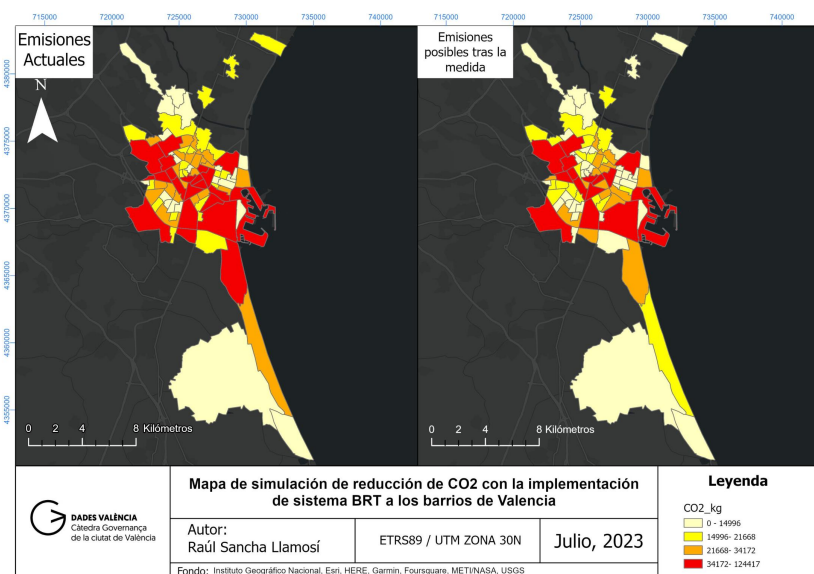 715000 720000 725000 730000 735000 740000 715000 720000 725000 730000 735000 740000
Emisiones
Actuales
Emisiones
posibles tras la
medida
N
4380000
4375000
4370000
4365000
4360000
4355000
0 2 4 8 Kilómetros
0 2 4 8 Kilómetros
DADES VALÈNCIA
Càtedra Governança
de la ciutat de València
Mapa de simulación de reducción de CO2 con la implementación
de sistema BRT a los barrios de Valencia
Autor:
Raúl Sancha Llamosí
ETRS89 / UTM ZONA 30N
Julio, 2023
Fondo: Instituto Geográfico Nacional, Esri, HERE, Garmin, Foursquare, METI/NASA, USGS
Leyenda
CO2_kg
0 - 14996
14996- 21668
21668- 34172
34172- 124417